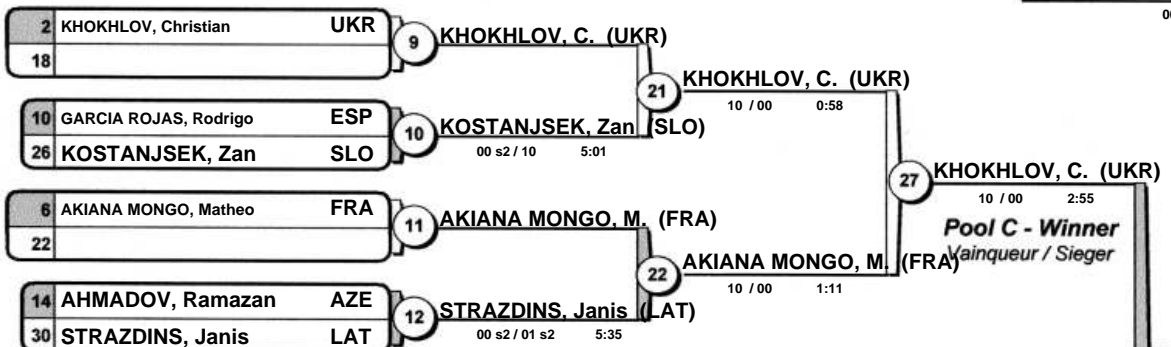 2 KHOKHLOV, Christian UKR
18
9 KHOKHLOV, C. (UKR)
21 KHOKHLOV, C. (UKR)
10 / 00 0:58
10 GARCIA ROJAS, Rodrigo ESP
26 KOSTANJSEK, Zan SLO
10 KOSTANJSEK, Zan (SLO)
00 s2 / 10 5:01
27 KHOKHLOV, C. (UKR)
10 / 00 2:55
Pool C - Winner
Vainqueur / Sieger
6 AKIANA MONGO, Matheo FRA
22
11 AKIANA MONGO, M. (FRA)
22 AKIANA MONGO, M. (FRA)
10 / 00 1:11
14 AHMADOV, Ramazan AZE
30 STRAZDINS, Janis LAT
12 STRAZDINS, Janis (LAT)
00 s2 / 01 s2 5:35